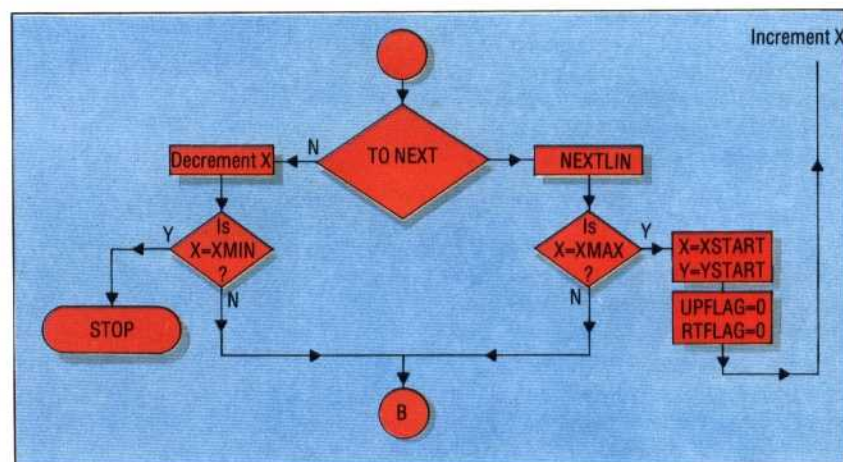 Increment X
TO NEXT
N
Decrement X
NEXTLIN
Is
X=XMIN
?
Y
N
STOP
Is
X=XMAX
?
Y
N
X=XSTART
Y=YSTART
UPFLAG=0
RTFLAG=0
B